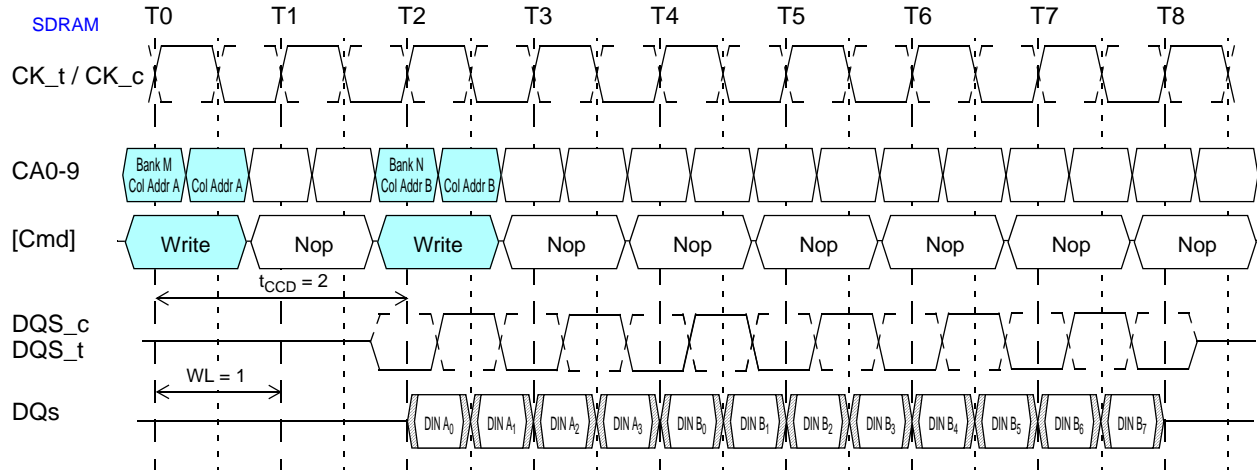 SDRAM
T0 T1 T2 T3 T4 T5 T6 T7 T8
CK_t / CK_c
CA0-9
Bank M
Col Addr A
Col Addr A
Bank N
Col Addr B
Col Addr B
[Cmd]
Write Nop Write Nop Nop Nop Nop Nop Nop
tCCD = 2
DQS_c
DQS_t
WL = 1
DQs
DIN A0 DIN A1 DIN A2 DIN A3 DIN B0 DIN B1 DIN B2 DIN B3 DIN B4 DIN B5 DIN B6 DIN B7